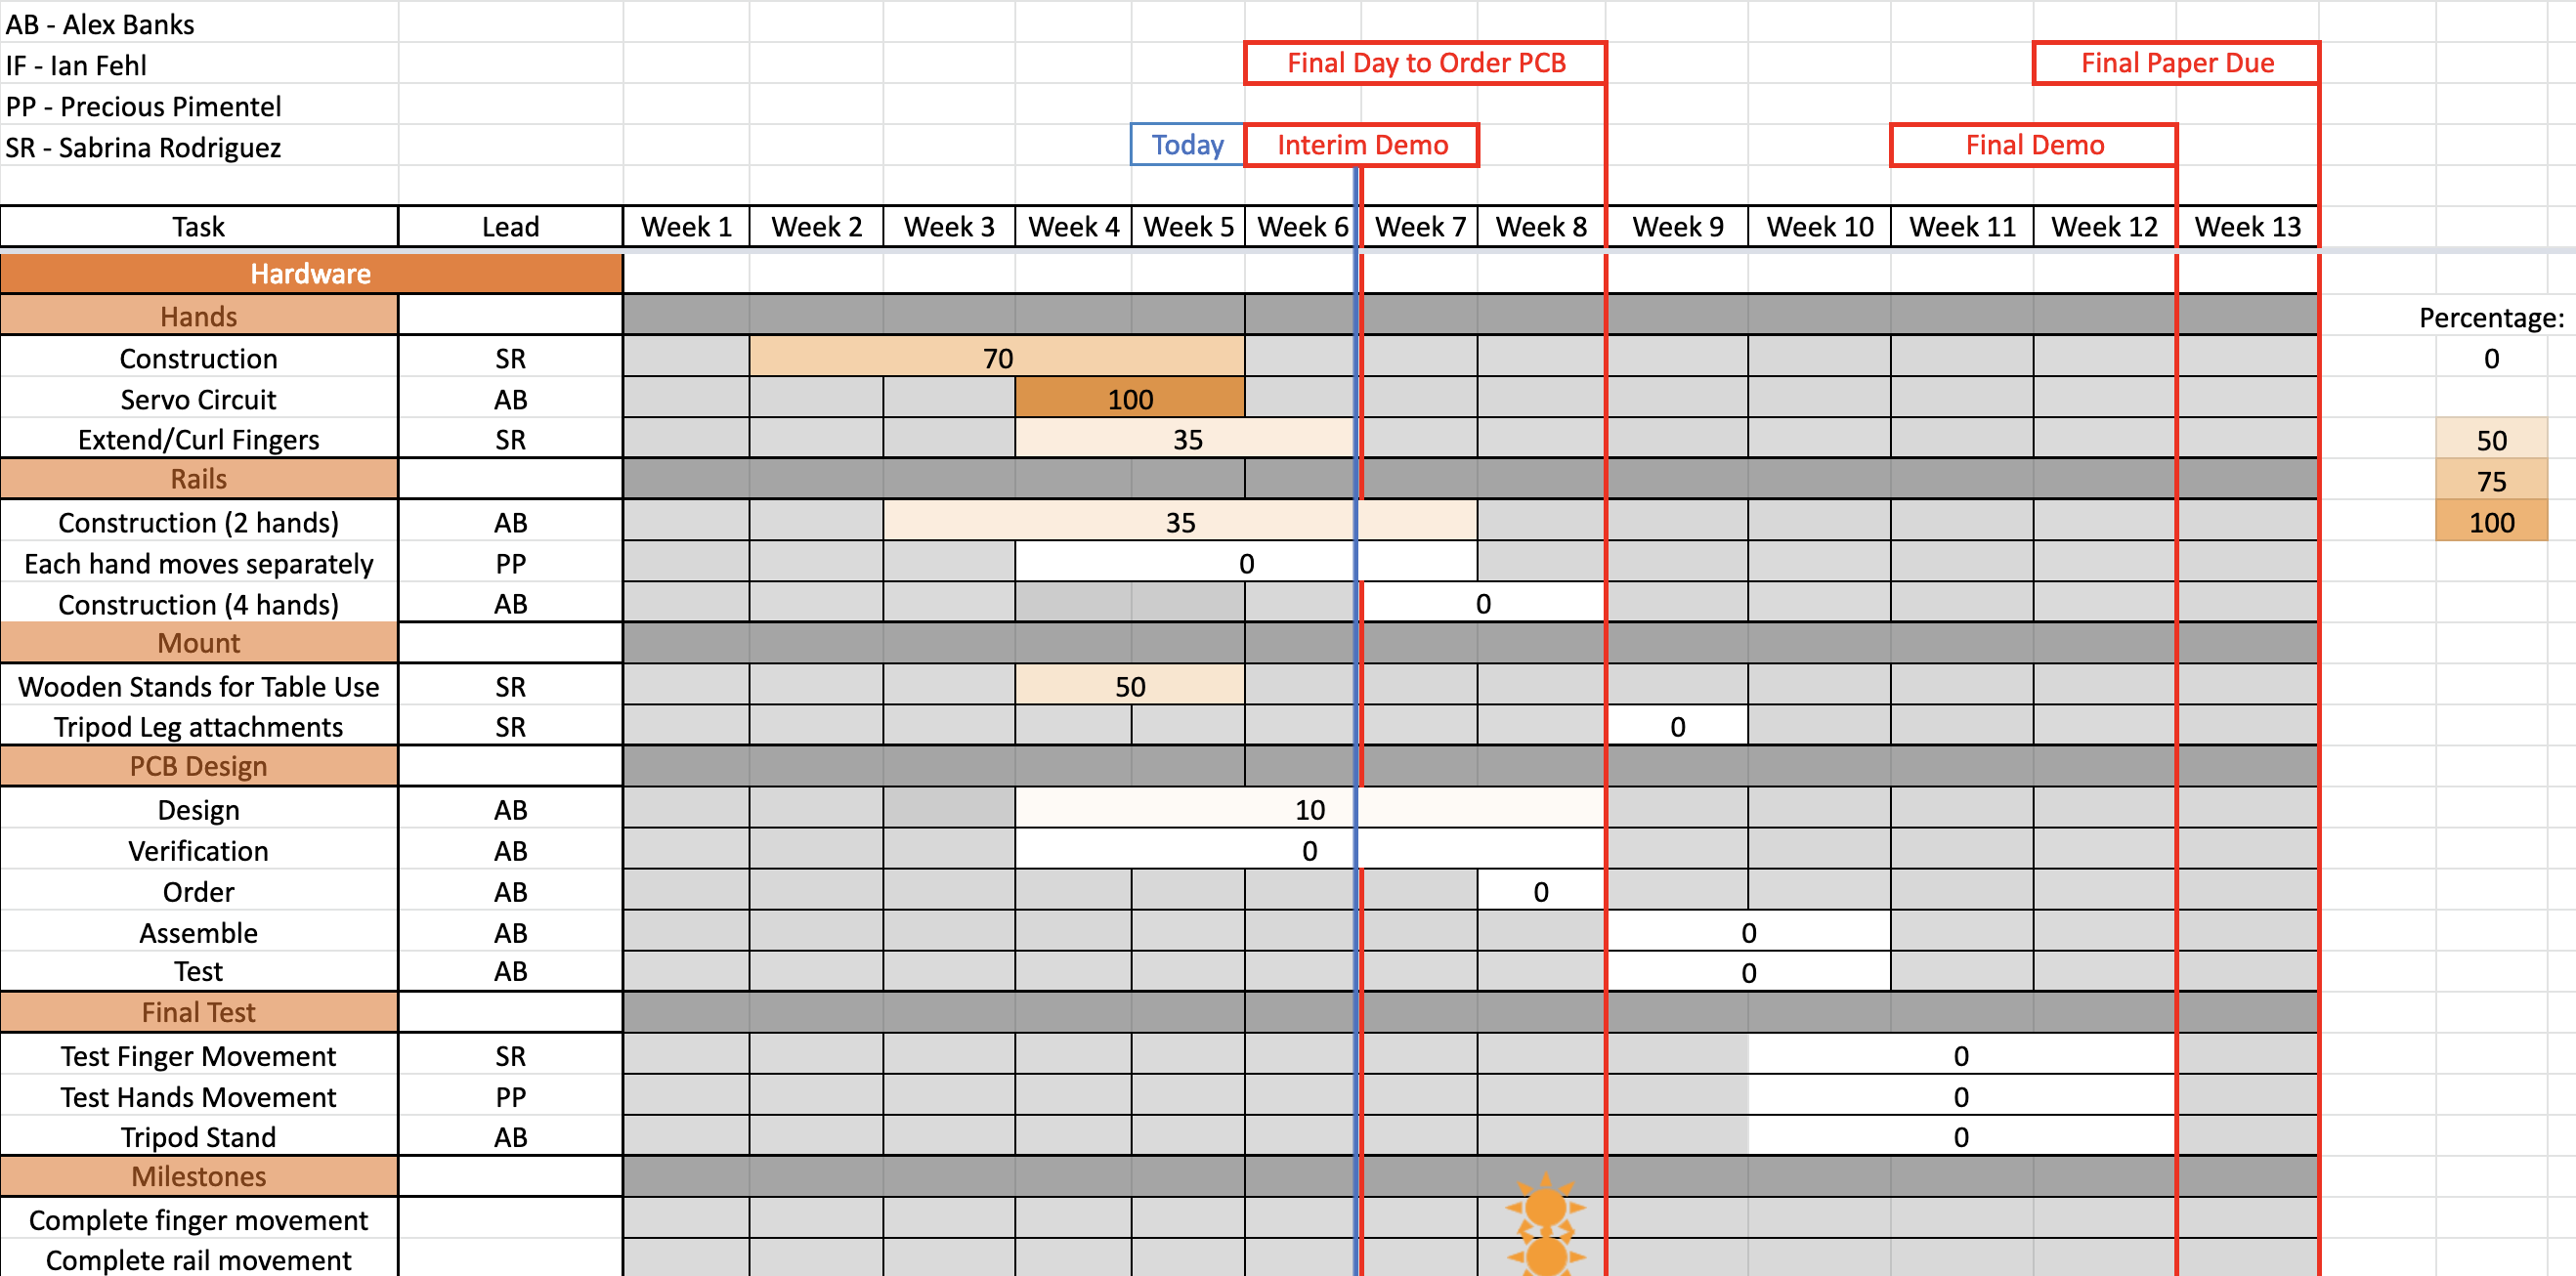 AB - Alex Banks
IF - Ian Fehl
Final Day to Order PCB
Final Paper Due
PP - Precious Pimentel
SR - Sabrina Rodriguez
Today
Interim Demo
Final Demo
Task Lead Week 1 Week 2 Week 3 Week 4 Week 5 Week 6 Week 7 Week 8 Week 9 Week 10 Week 11 Week 12 Week 13
Hardware
Hands Percentage:
Construction SR 70 0
Servo Circuit AB 100
Extend/Curl Fingers SR 35 50
Rails 75
Construction (2 hands) AB 35 100
Each hand moves separately PP 0
Construction (4 hands) AB 0
Mount
Wooden Stands for Table Use SR 50
Tripod Leg attachments SR 0
PCB Design
Design AB 10
Verification AB 0
Order AB 0
Assemble AB 0
Test AB 0
Final Test
Test Finger Movement SR 0
Test Hands Movement PP 0
Tripod Stand AB 0
Milestones
Complete finger movement
Complete rail movement